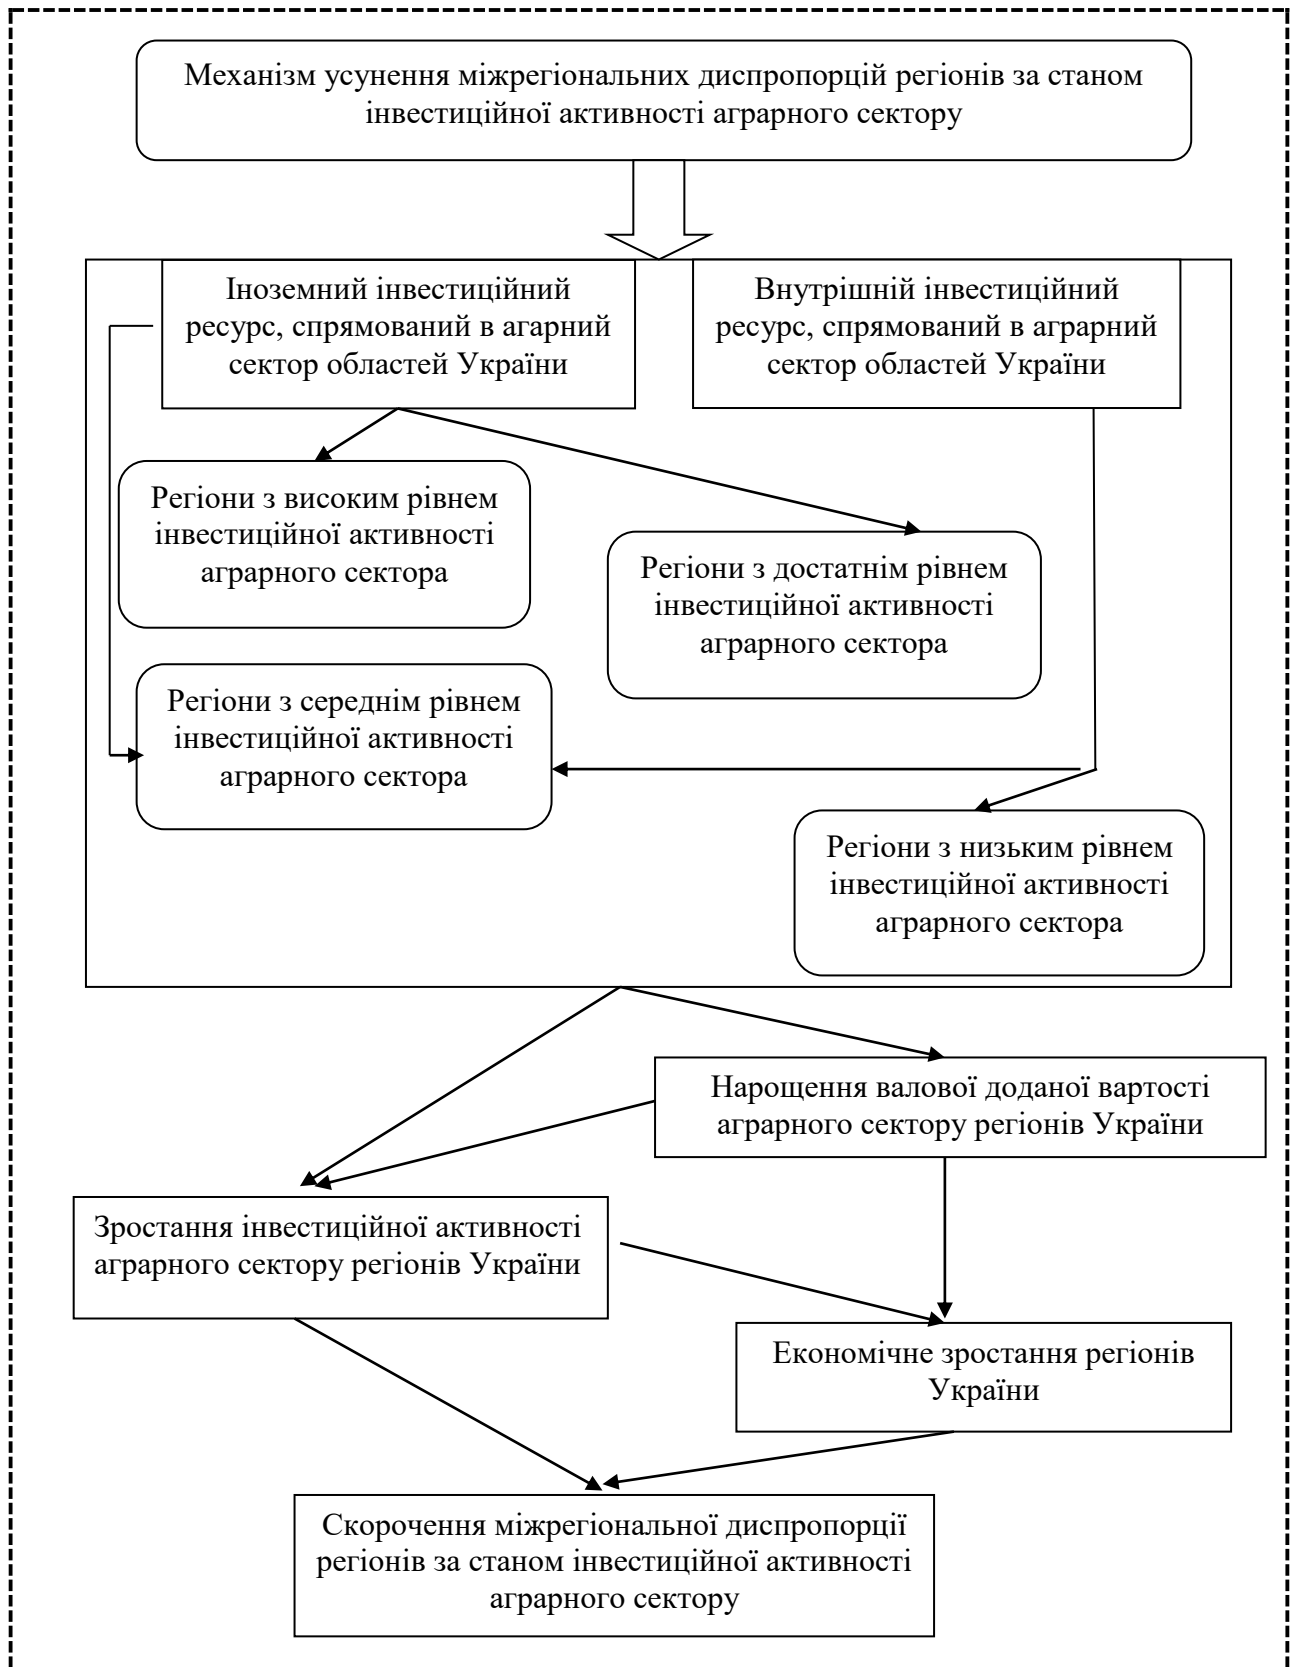 Механізм усунення міжрегіональних диспропорцій регіонів за станом
інвестиційної активності аграрного сектору
Іноземний інвестиційний
ресурс, спрямований в агарний
сектор областей України
Внутрішній інвестиційний
ресурс, спрямований в аграрний
сектор областей України
Регіони з високим рівнем
інвестиційної активності
аграрного сектора
Регіони з достатнім рівнем
інвестиційної активності
аграрного сектора
Регіони з середнім рівнем
інвестиційної активності
аграрного сектора
Регіони з низьким рівнем
інвестиційної активності
аграрного сектора
Нарощення валової доданої вартості
аграрного сектору регіонів України
Зростання інвестиційної активності
аграрного сектору регіонів України
Економічне зростання регіонів
України
Скорочення міжрегіональної диспропорції
регіонів за станом інвестиційної активності
аграрного сектору